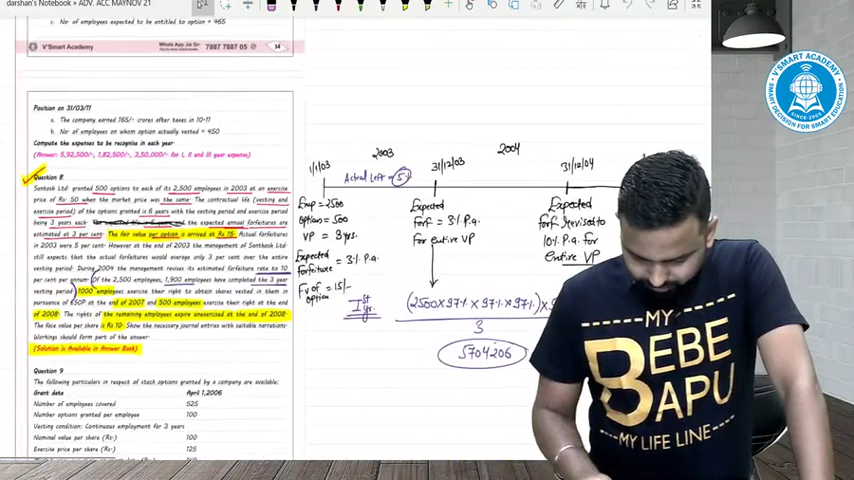 darshan's Notebook » ADV. ACC MAYNOV 21
c. No of employees expected to be entitled to option = 465
V'Smart Academy
Whats App Jai Sir 7887 7887 05
34
Position on 31/03/11
a. The company earned 165/- crores after taxes in 10-11
b. No- of employees on whom option actually vested = 450
Compute the expenses to be recognise in each year
(Answer: 5,92,500/-, 1,82,500/-, 3,50,000/- for I, II and III year expense)
Question 8
Santosh Ltd- granted 500 options to each of its 2,500 employees in 2003 at an exercise
price of Rs- 50 when the market price was the same. The contractual life (vesting and
exercise period) of the options granted is 6 years with the vesting period and exercise period
being 3 years each. the expected annual forfeitures are
estimated at 3 per cent. The fair value per option is arrived at Rs 15- Actual forfeitures
in 2003 were 5 per cent- However at the end of 2003 the management of Santhosh Ltd-
still expects that the actual forfeitures would average only 3 per cent over the entire
vesting period- During 2004 the management revises its estimated forfeiture rate to 10
per cent per annum- Of the 2,500 employees, 1,900 employees have completed the 3 year
vesting period- 1000 employees exercise their right to obtain shares vested in them in
pursuance of ESOP at the end of 2007 and 500 employees exercise their right at the end
of 2008- The rights of the remaining employees expire unexercised at the end of 2008-
The face value per share is Rs 10- Show the necessary journal entries with suitable narrations-
Workings should form part of the answer-
(Solution is Available in Answer Book)
Question 9
The following particulars in respect of stock options granted by a company are available:
Grant date April 1,2006
Number of employees covered 525
Number options granted per employee 100
Vesting condition: Continuous employment for 3 years
Nominal value per share (Rs-) 100
Exercise price per share (Rs-) 125
2003
2004
1/1/03
Actual Left = 5%
31/12/03
31/12/04
Emp = 2500
options = 500
VP = 3 yrs.
Expected forfeiture = 3% P.a.
Fv of option = 15/-
Expected
forf = 3% P.a.
for entire VP
Expected
forf revised to
10% P.a. for
Entire VP
Ist yr.
(2500 x 97% x 97% x 97%) x
3
5704206
V'SMART ACADEMY
SMART DECISION FOR SMART
SINCE-2003
MY
BEBE
BAPU
MY LIFE LINE